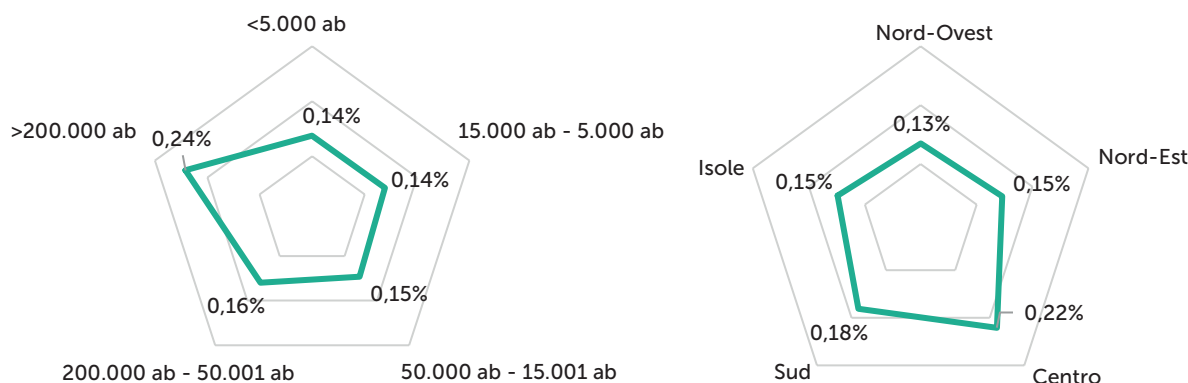 <5.000 ab
0,14%
>200.000 ab
0,24%
15.000 ab - 5.000 ab
0,14%
0,15%
0,16%
200.000 ab - 50.001 ab
50.000 ab - 15.001 ab
Nord-Ovest
0,13%
Isole
0,15%
Nord-Est
0,15%
0,22%
0,18%
Sud
Centro